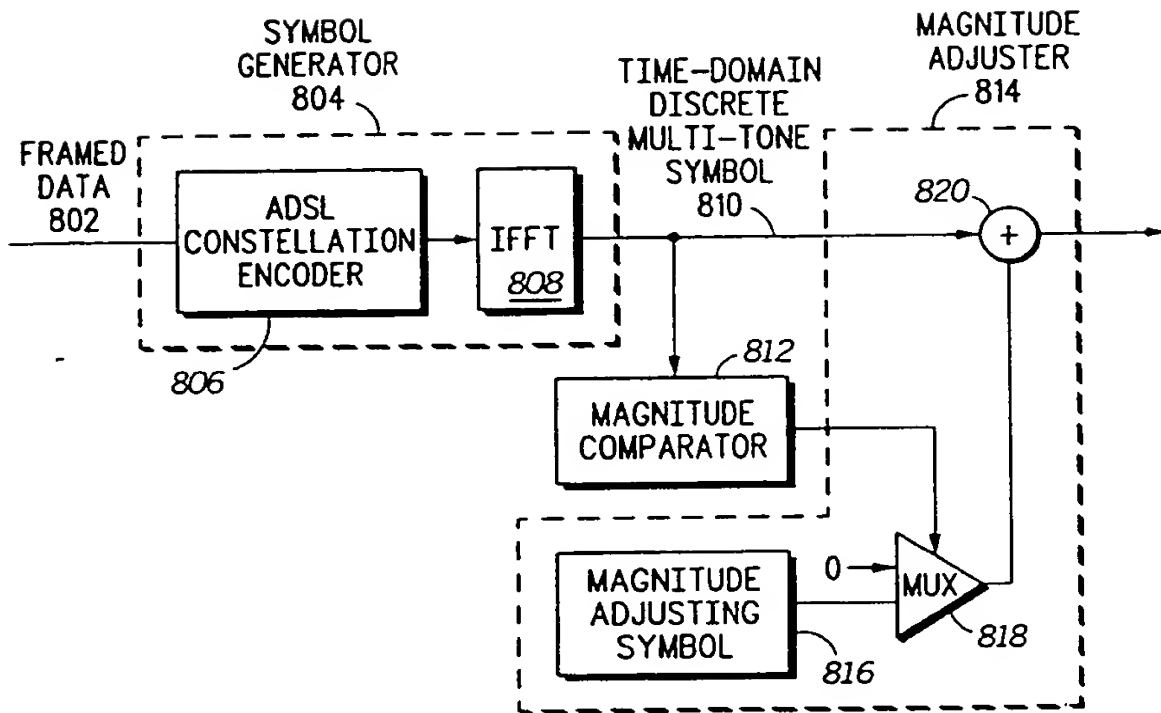 SYMBOL
GENERATOR
804
FRAMED
DATA
802
ADSL
CONSTELLATION
ENCODER
806
IFFT
808
TIME-DOMAIN
DISCRETE
MULTI-TONE
SYMBOL
810
MAGNITUDE
ADJUSTER
814
820
+
812
MAGNITUDE
COMPARATOR
0
MUX
818
MAGNITUDE
ADJUSTING
SYMBOL
816